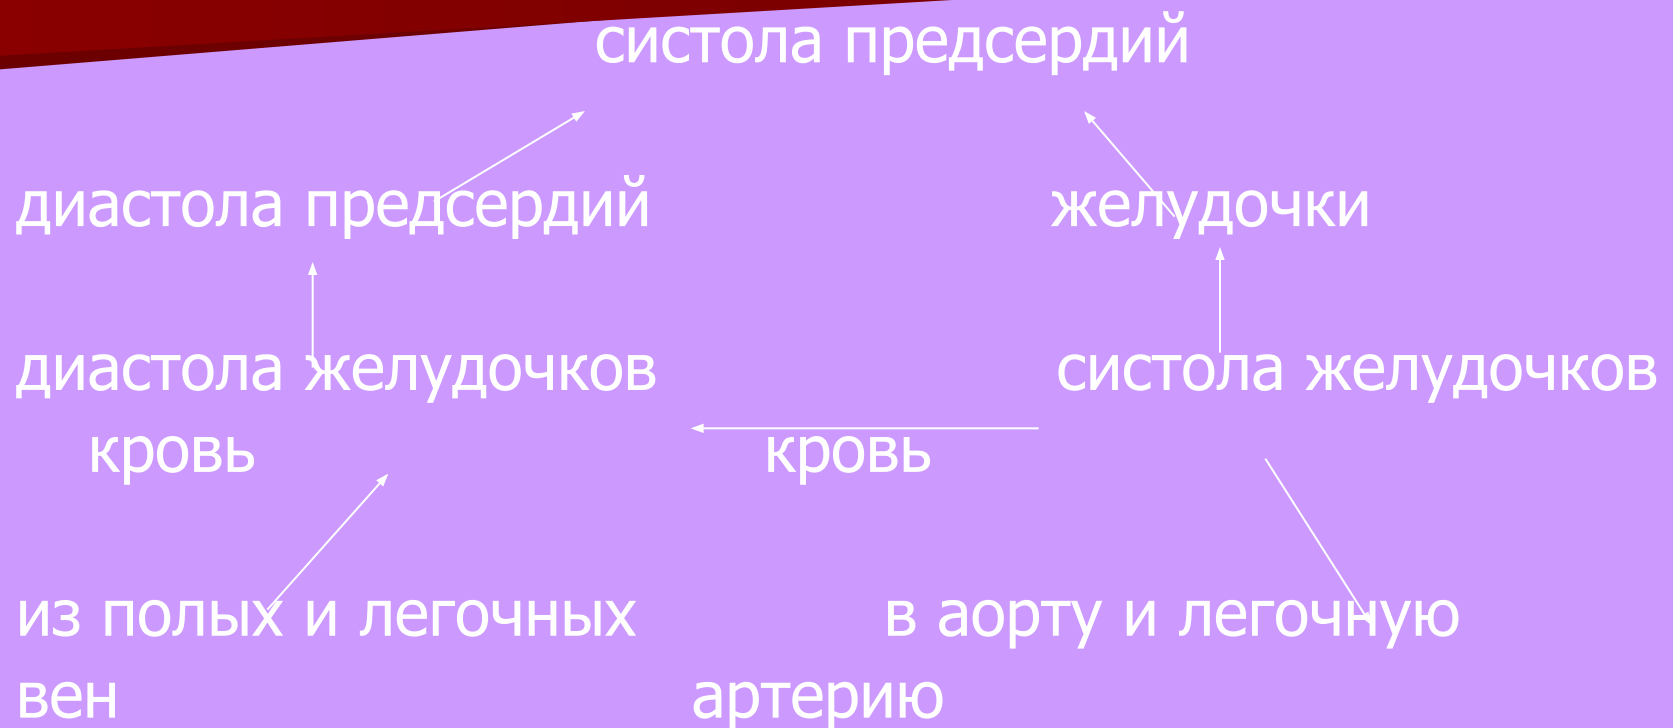 систола предсердий
диастола предсердий желудочки
диастола желудочков систола желудочков
кровь кровь
из полых и легочных в аорту и легочную
вен артерию